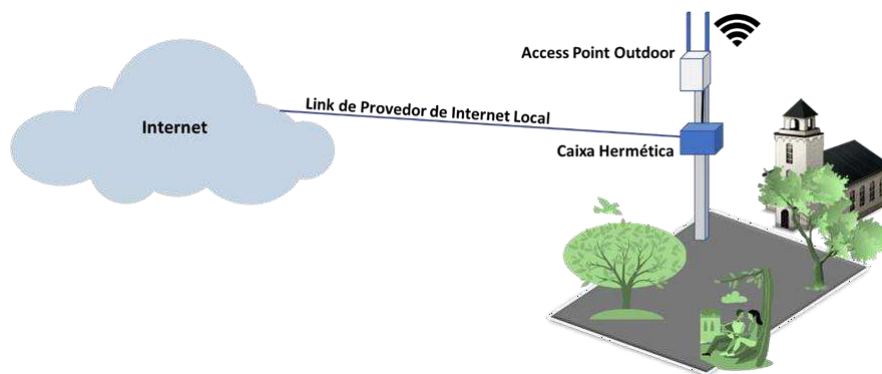 Access Point Outdoor
Link de Provedor de Internet Local
Internet
Caixa Hermética